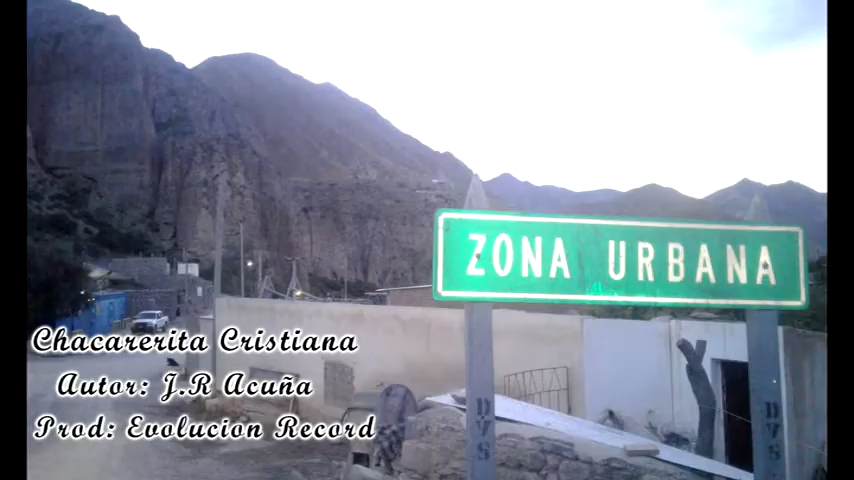 ZONA URBANA
Chacarerita Cristiana
Autor: J.R Acuña
Prod: Evolucion Record
DVS
DVS